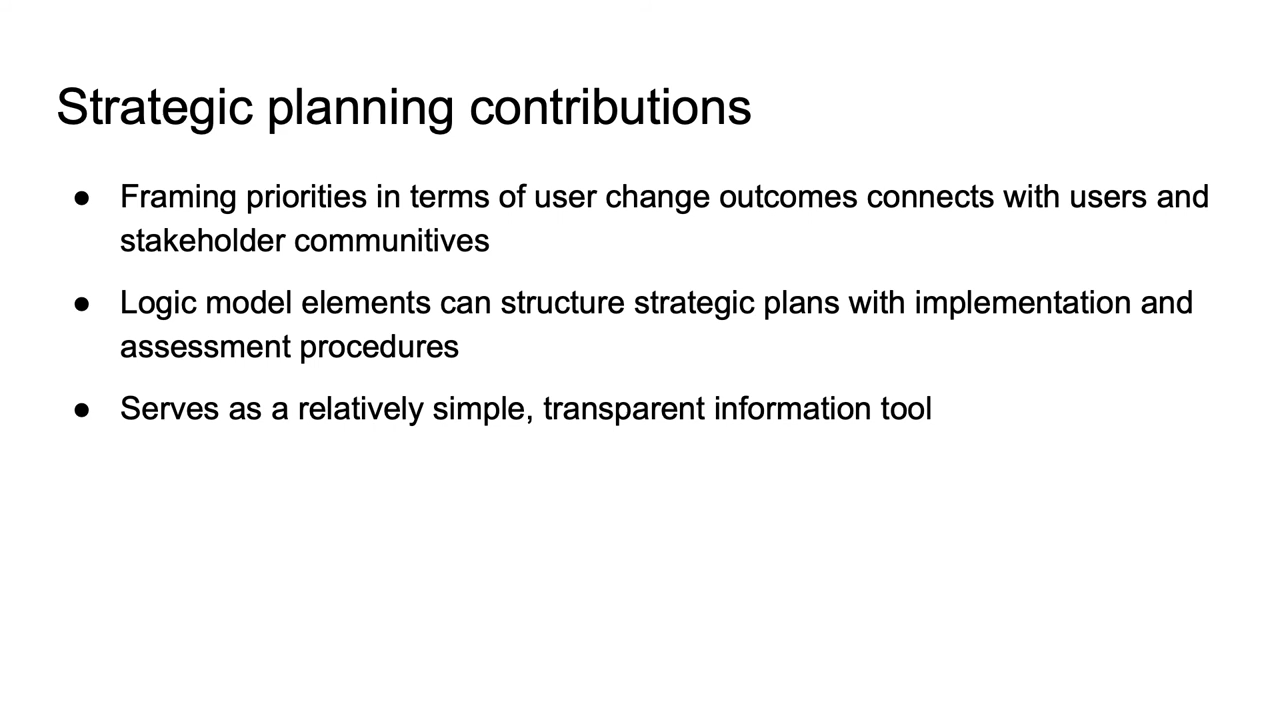 Strategic planning contributions
● Framing priorities in terms of user change outcomes connects with users and
stakeholder communitives
● Logic model elements can structure strategic plans with implementation and
assessment procedures
● Serves as a relatively simple, transparent information tool